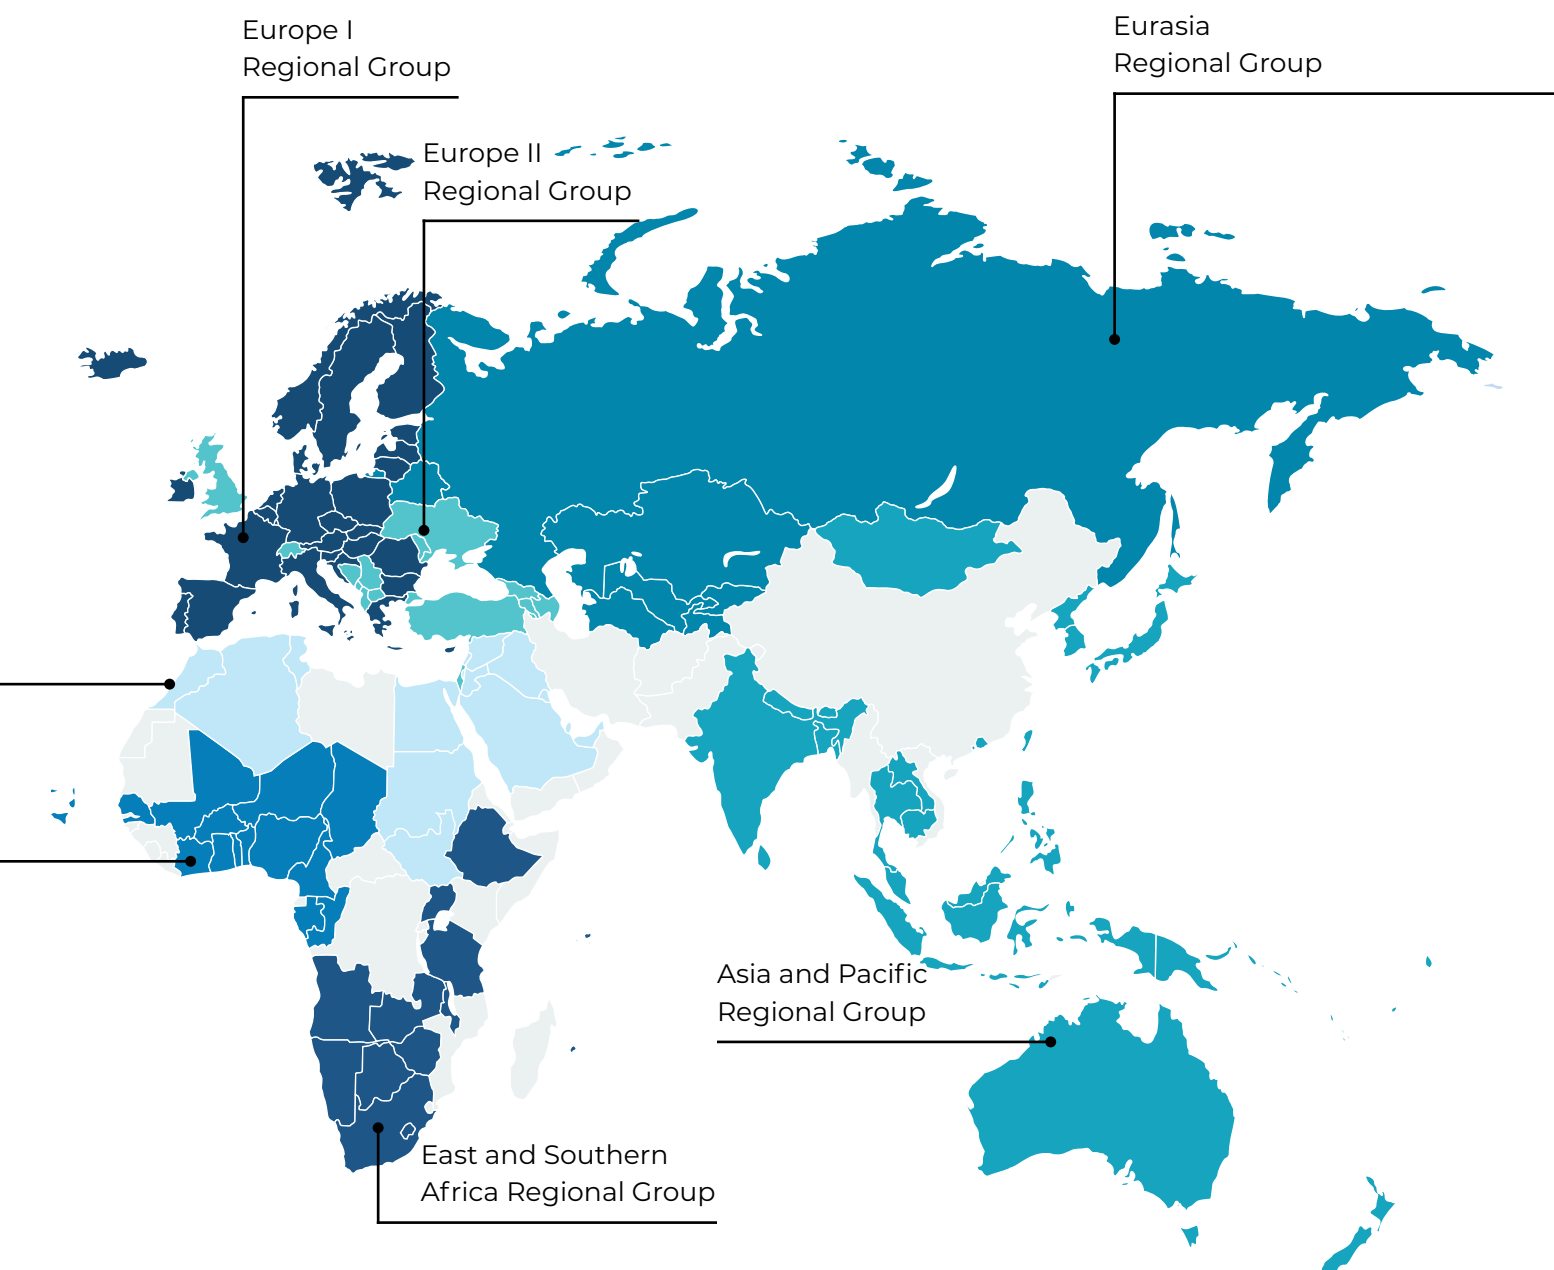 Europe I
Regional Group
Eurasia
Regional Group
Europe II
Regional Group
Asia and Pacific
Regional Group
East and Southern
Africa Regional Group